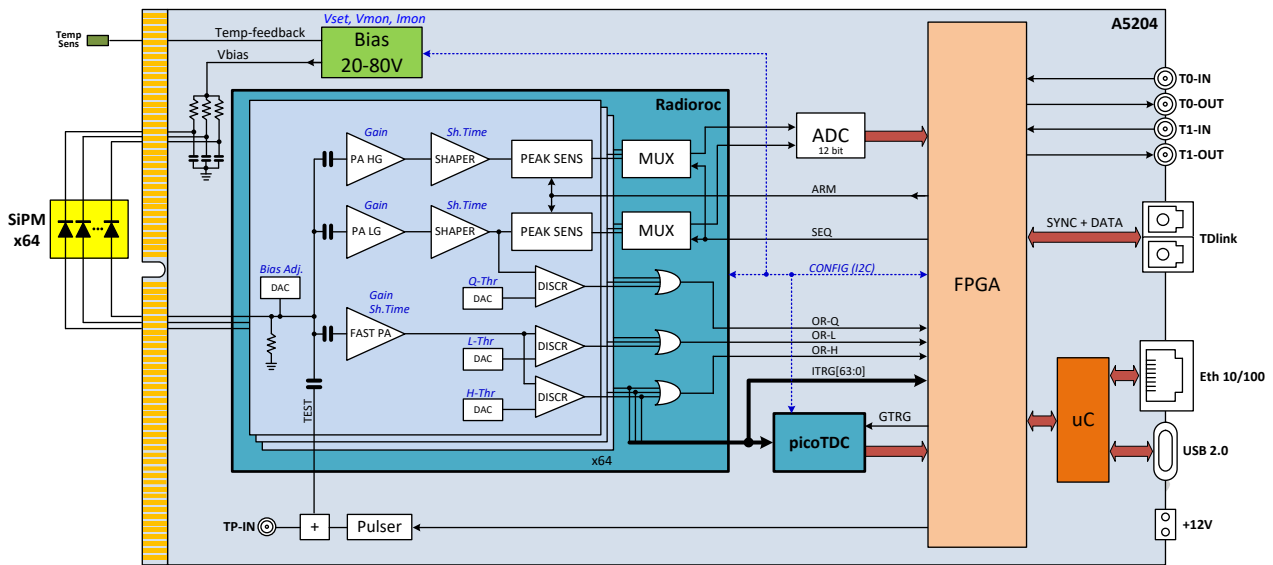 Vset, Vmon, Imon
A5204
Temp
Sens
Temp-feedback
Bias
20-80V
Vbias
T0-IN
T0-OUT
T1-IN
T1-OUT
Radioroc
Gain
Sh.Time
PA HG
SHAPER
PEAK SENS
MUX
ADC
12 bit
ARM
Gain
Sh.Time
PA LG
SHAPER
PEAK SENS
MUX
SEQ
SiPM
x64
SYNC + DATA
TDlink
Bias Adj.
DAC
Q-Thr
DAC
DISCR
CONFIG (I2C)
FPGA
Gain
Sh.Time
FAST PA
L-Thr
DAC
DISCR
OR-Q
OR-L
OR-H
ITRG[63:0]
H-Thr
DAC
DISCR
TEST
Eth 10/100
GTRG
picoTDC
uC
USB 2.0
x64
TP-IN
+
Pulser
+12V